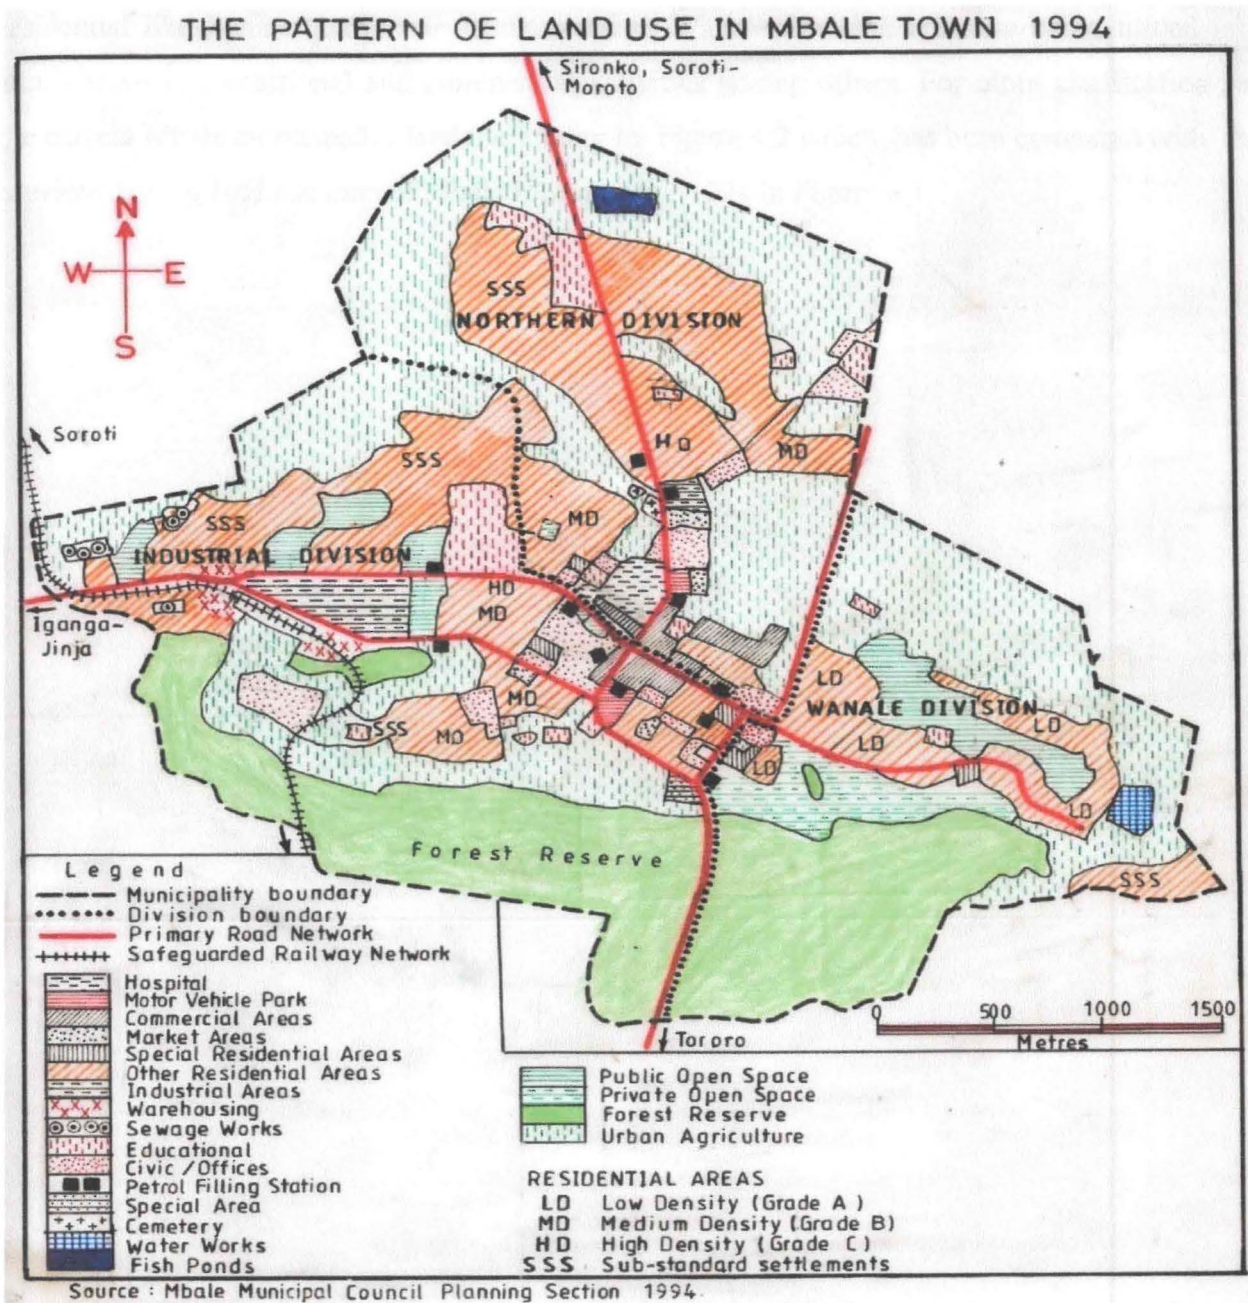 THE PATTERN OF LAND USE IN MBALE TOWN 1994
Sironko, Soroti-
Moroto
N
W E
S
SSS
NORTHERN DIVISION
Soroti
SSS
HD
MD
SSS
MD
INDUSTRIAL DIVISION
HD
MD
Iganga-
Jinja
LD
MD
WANALE DIVISION
LD
SSS
MD
LD
LD
LD
Forest Reserve
SSS
Legend
Municipality boundary
Division boundary
Primary Road Network
Safeguarded Railway Network
Hospital
Motor Vehicle Park
Commercial Areas
Market Areas
Special Residential Areas
Other Residential Areas
Industrial Areas
Warehousing
Sewage Works
Educational
Civic/Offices
Petrol Filling Station
Special Area
Cemetery
Water Works
Fish Ponds
0 500 1000 1500
Metres
Tororo
Public Open Space
Private Open Space
Forest Reserve
Urban Agriculture
RESIDENTIAL AREAS
LD Low Density (Grade A)
MD Medium Density (Grade B)
HD High Density (Grade C)
SSS Sub-standard settlements
Source : Mbale Municipal Council Planning Section 1994.